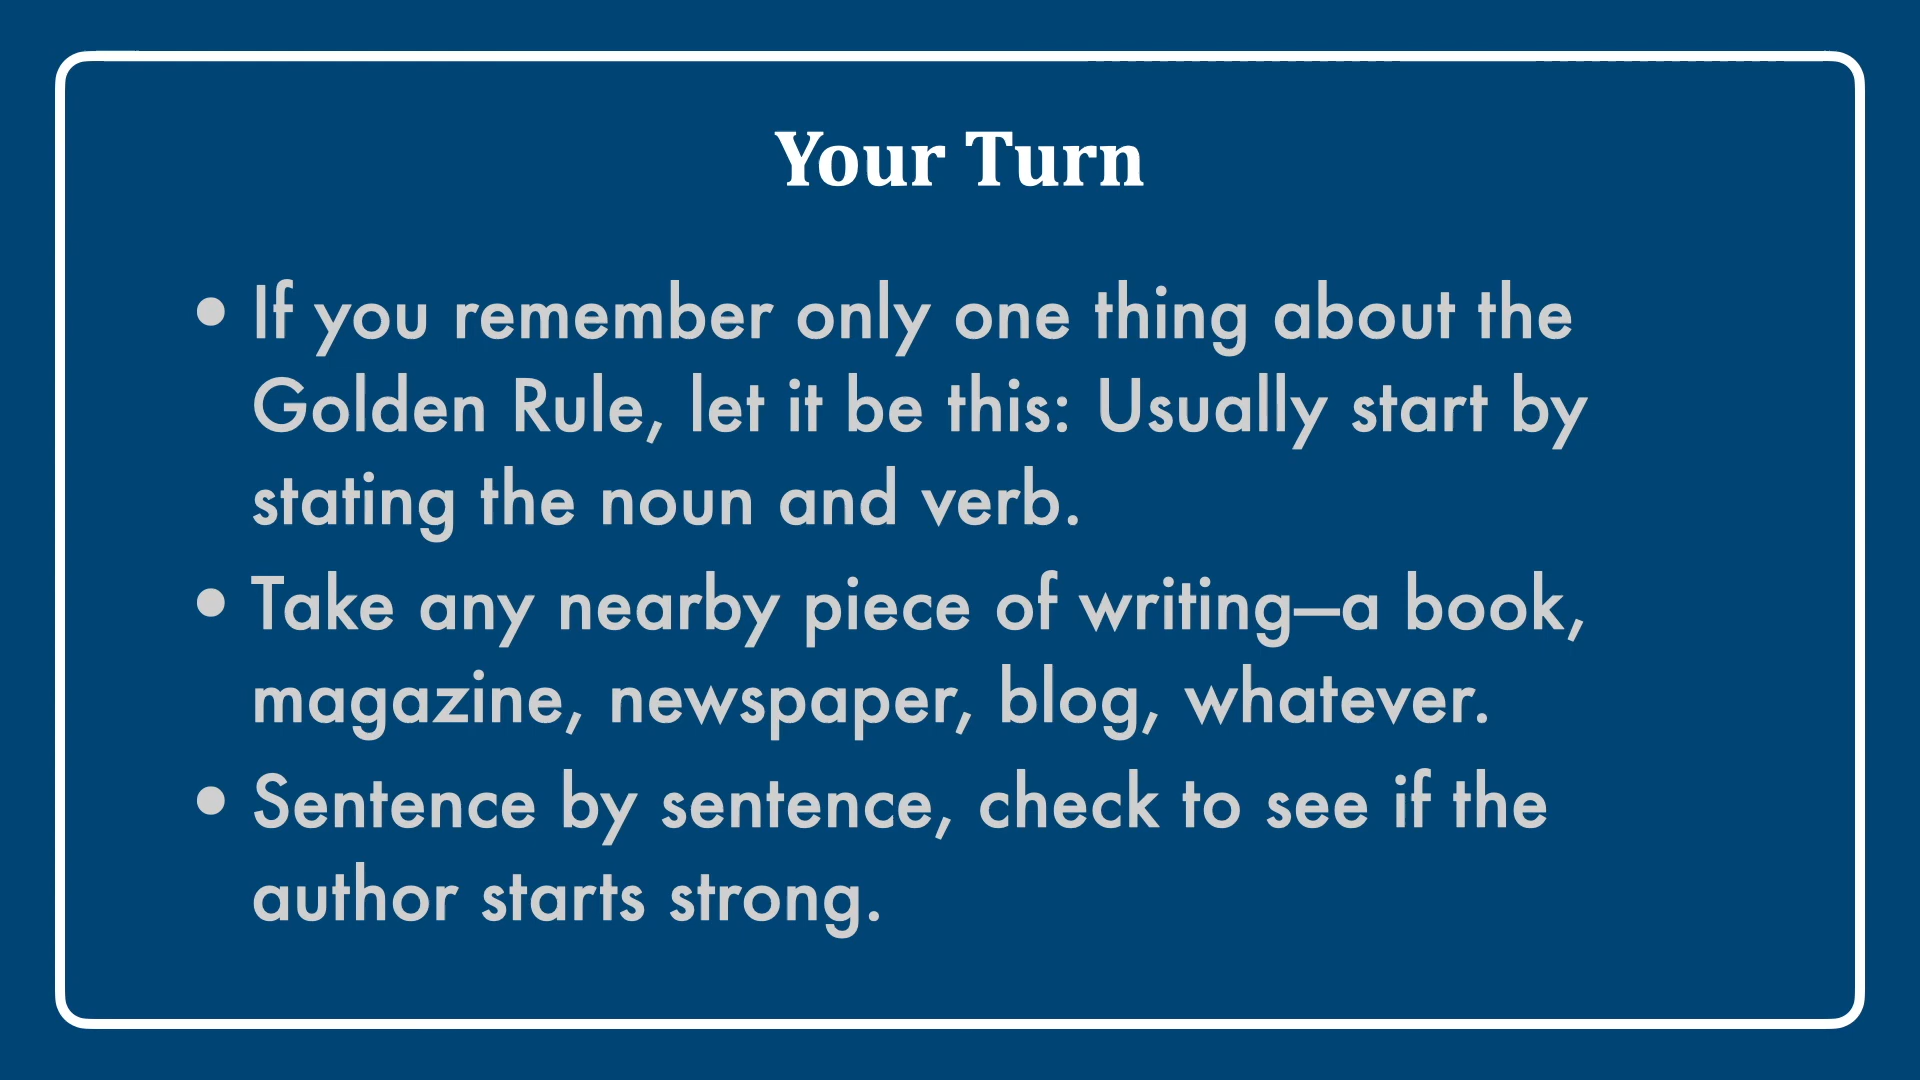 Your Turn
• If you remember only one thing about the
Golden Rule, let it be this: Usually start by
stating the noun and verb.
• Take any nearby piece of writing—a book,
magazine, newspaper, blog, whatever.
• Sentence by sentence, check to see if the
author starts strong.